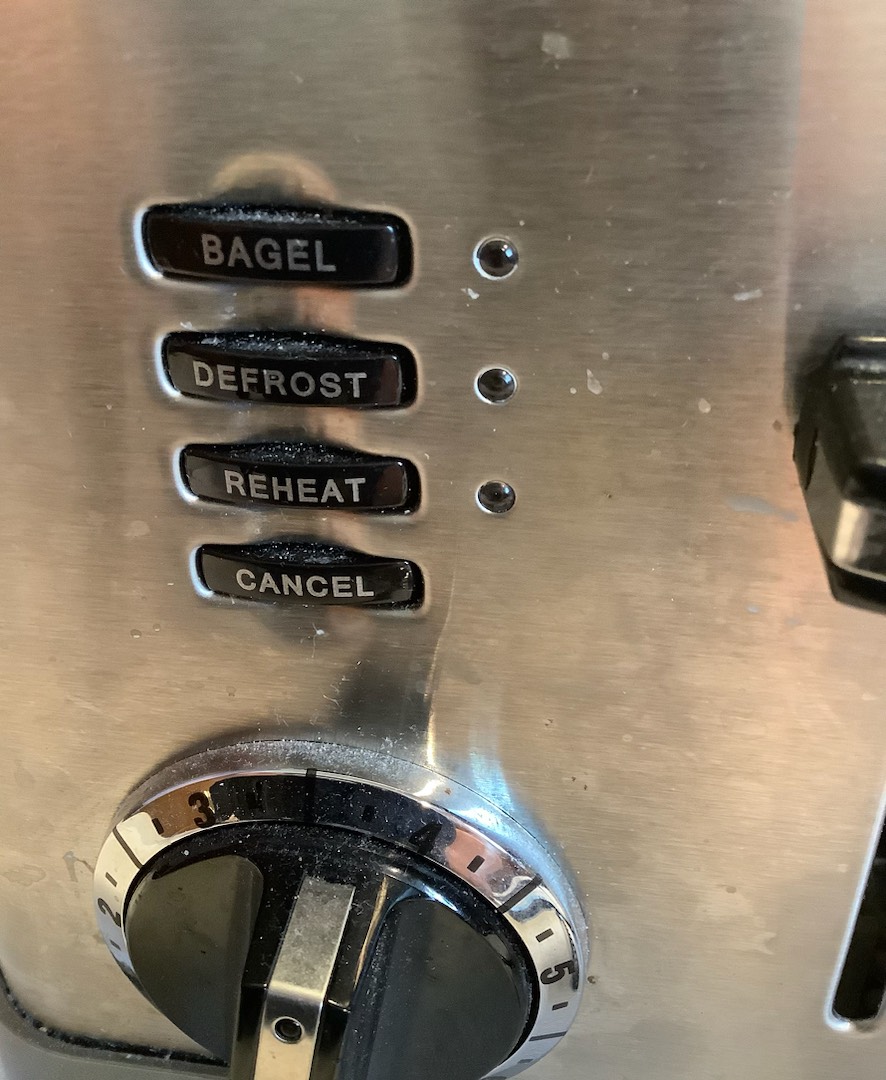 BAGEL
DEFROST
REHEAT
CANCEL
3
4
2
5